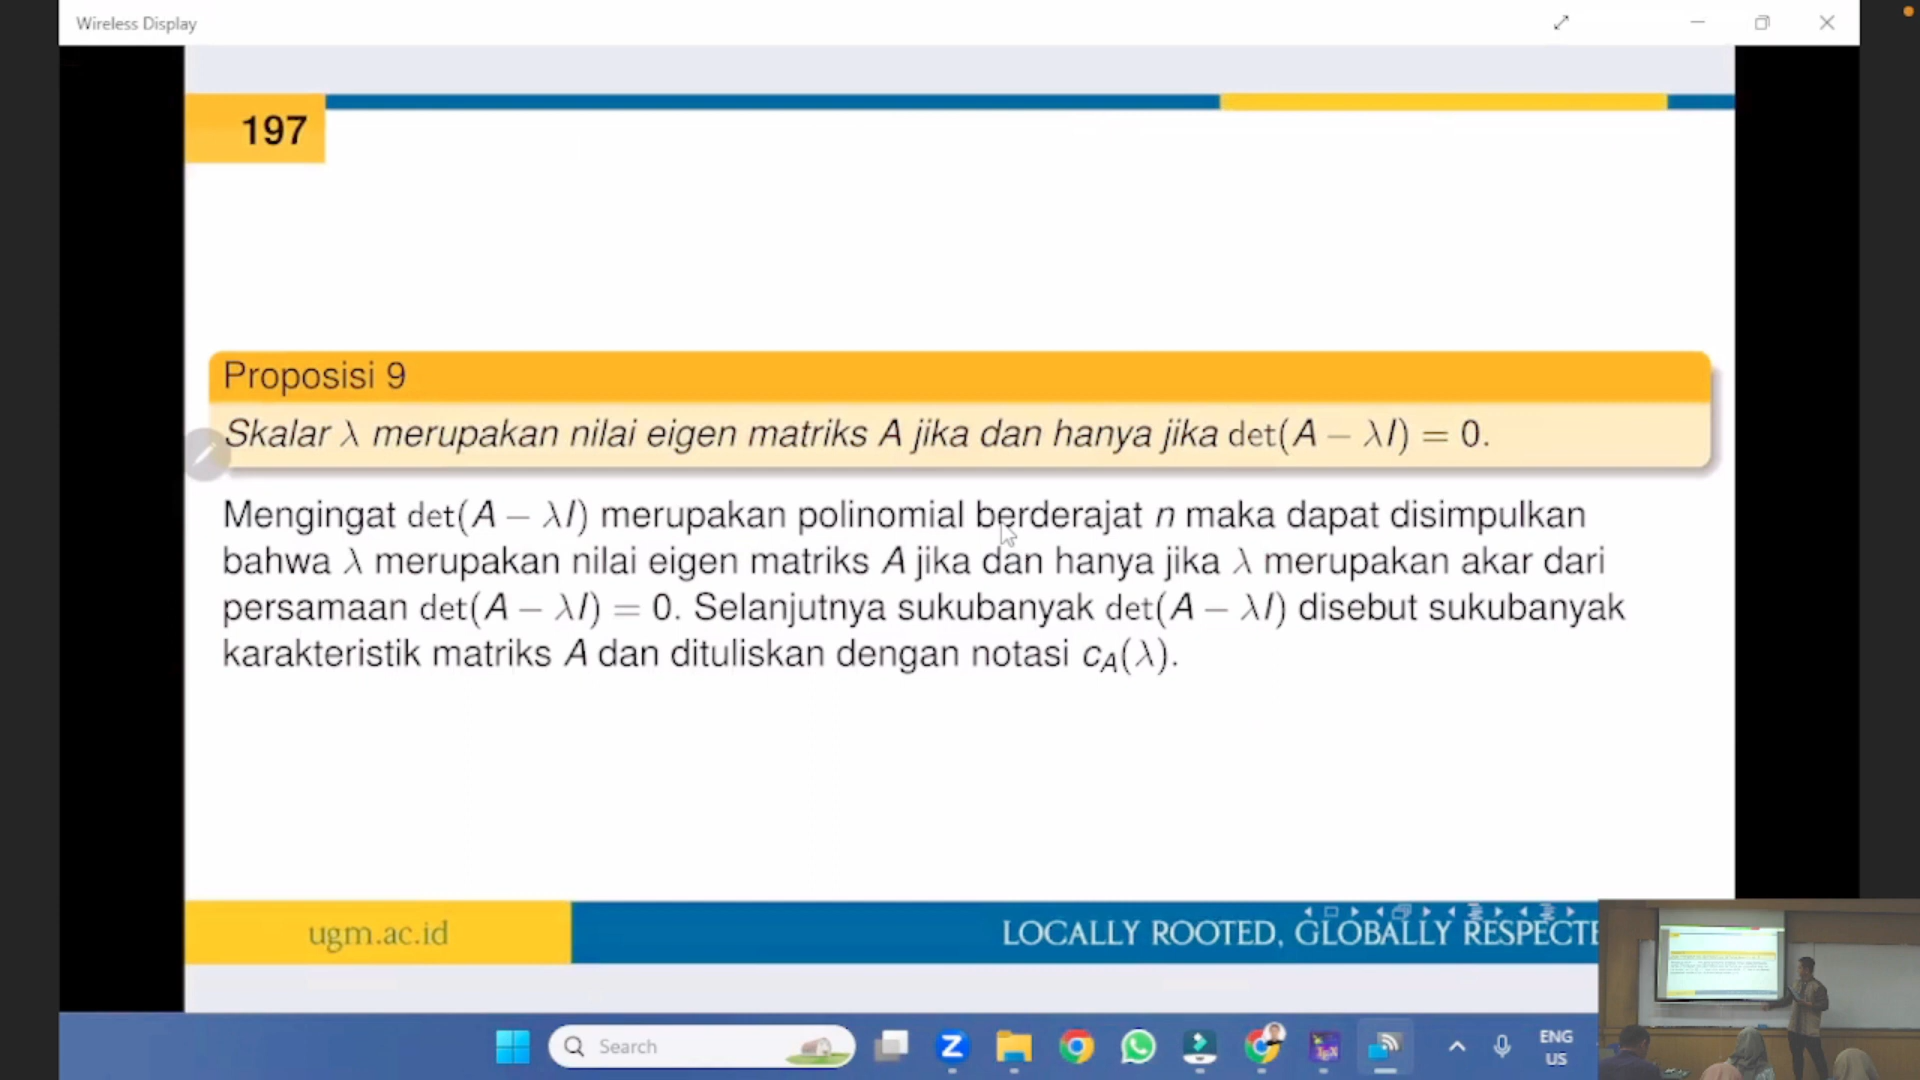 Wireless Display
197
Proposisi 9
Skalar λ merupakan nilai eigen matriks A jika dan hanya jika det(A − λI) = 0.
Mengingat det(A − λI) merupakan polinomial berderajat n maka dapat disimpulkan
bahwa λ merupakan nilai eigen matriks A jika dan hanya jika λ merupakan akar dari
persamaan det(A − λI) = 0. Selanjutnya sukubanyak det(A − λI) disebut sukubanyak
karakteristik matriks A dan dituliskan dengan notasi c_A(λ).
ugm.ac.id
LOCALLY ROOTED, GLOBALLY RESPECTE
Search
ENG
US